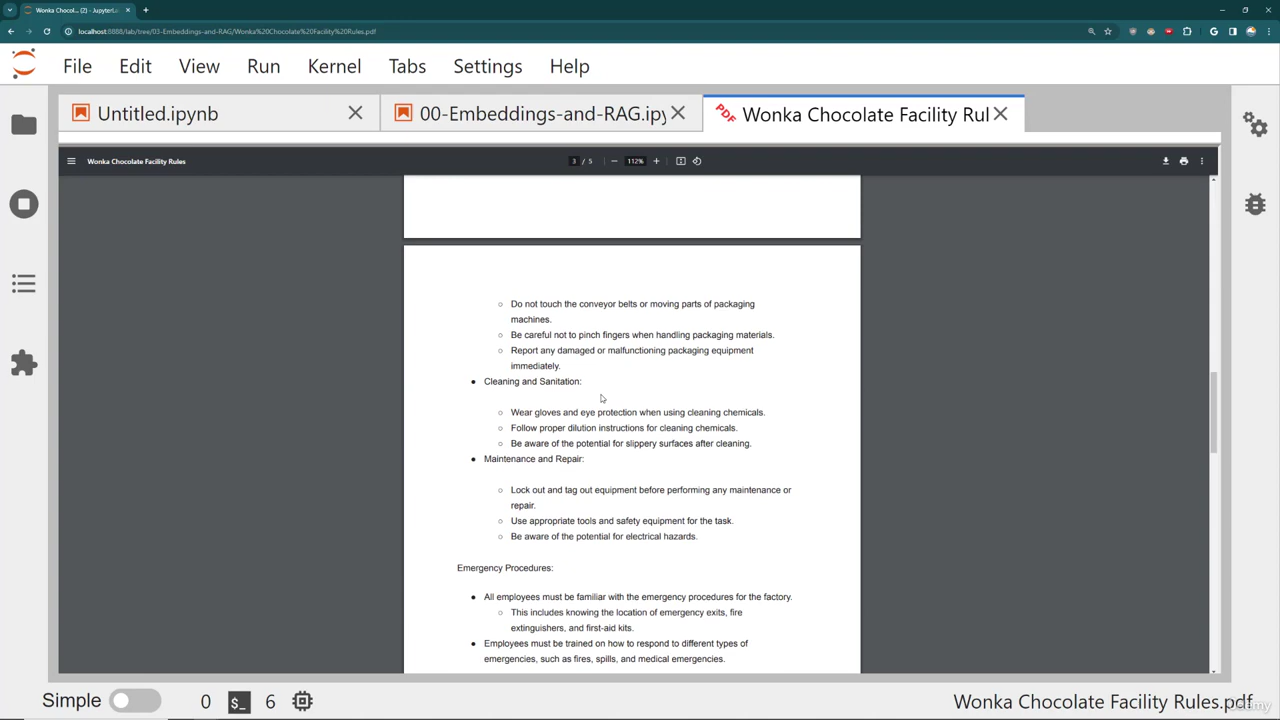 Wonka Chocol... (2) - JupyterLa
localhost:8888/lab/tree/03-Embeddings-and-RAG/Wonka%20Chocolate%20Facility%20Rules.pdf
File Edit View Run Kernel Tabs Settings Help
Untitled.ipynb
00-Embeddings-and-RAG.ipy
PDF
Wonka Chocolate Facility Rul
Wonka Chocolate Facility Rules
3 / 5
112%
Do not touch the conveyor belts or moving parts of packaging
machines.
Be careful not to pinch fingers when handling packaging materials.
Report any damaged or malfunctioning packaging equipment
immediately.
Cleaning and Sanitation:
Wear gloves and eye protection when using cleaning chemicals.
Follow proper dilution instructions for cleaning chemicals.
Be aware of the potential for slippery surfaces after cleaning.
Maintenance and Repair:
Lock out and tag out equipment before performing any maintenance or
repair.
Use appropriate tools and safety equipment for the task.
Be aware of the potential for electrical hazards.
Emergency Procedures:
All employees must be familiar with the emergency procedures for the factory.
This includes knowing the location of emergency exits, fire
extinguishers, and first-aid kits.
Employees must be trained on how to respond to different types of
emergencies, such as fires, spills, and medical emergencies.
Simple
0
$_
6
Wonka Chocolate Facility Rules.pdf
Udemy